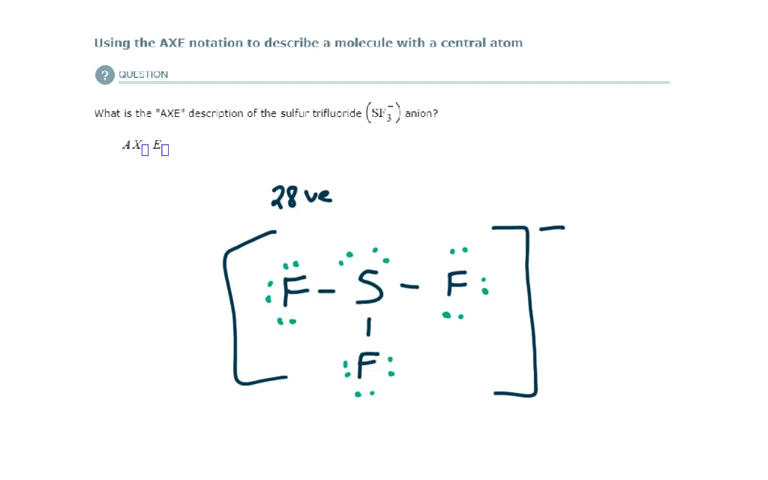 Using the AXE notation to describe a molecule with a central atom
? QUESTION
What is the "AXE" description of the sulfur trifluoride (SF₃⁻) anion?
AX□ E□
28 ve
[ −
:F̈ – S – F̈:
|
:F: